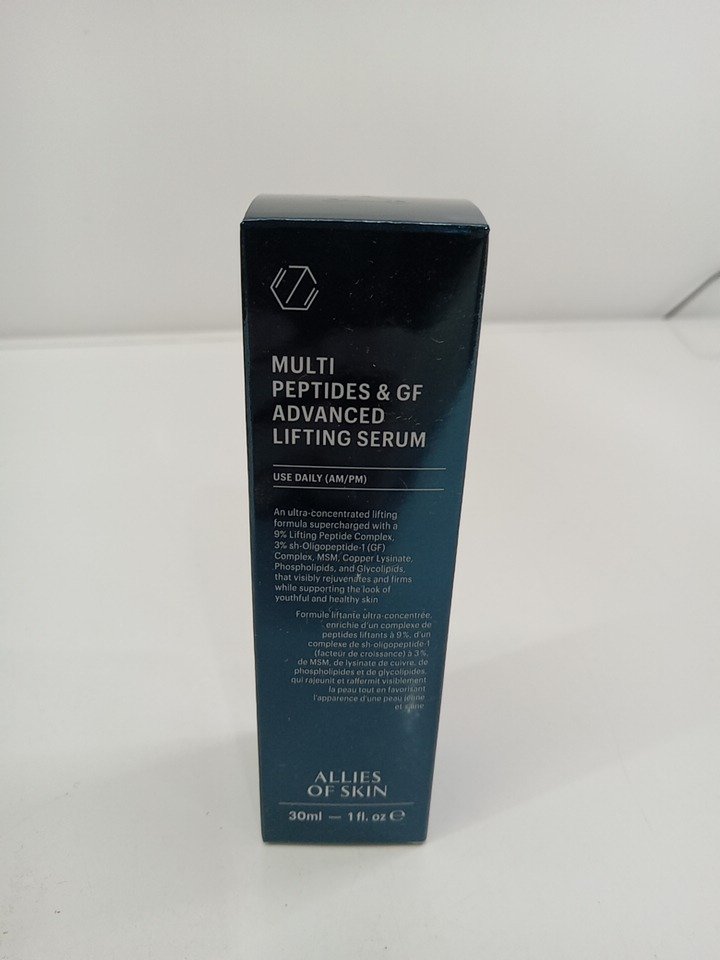 MULTI
PEPTIDES & GF
ADVANCED
LIFTING SERUM
USE DAILY (AM/PM)
An ultra-concentrated lifting
formula supercharged with a
9% Lifting Peptide Complex,
3% sh-Oligopeptide-1 (GF)
Complex, MSM, Copper Lysinate,
Phospholipids, and Glycolipids,
that visibly rejuvenates and firms
while supporting the look of
youthful and healthy skin
Formule liftante ultra-concentrée,
enrichie d'un complexe de
peptides liftants à 9%, d'un
complexe de sh-oligopeptide-1
(facteur de croissance) à 3%,
de MSM, de lysinate de cuivre, de
phospholipides et de glycolipides,
qui rajeunit et raffermit visiblement
la peau tout en favorisant
l'apparence d'une peau jeune
et saine
ALLIES
OF SKIN
30ml — 1 fl. oz ℮